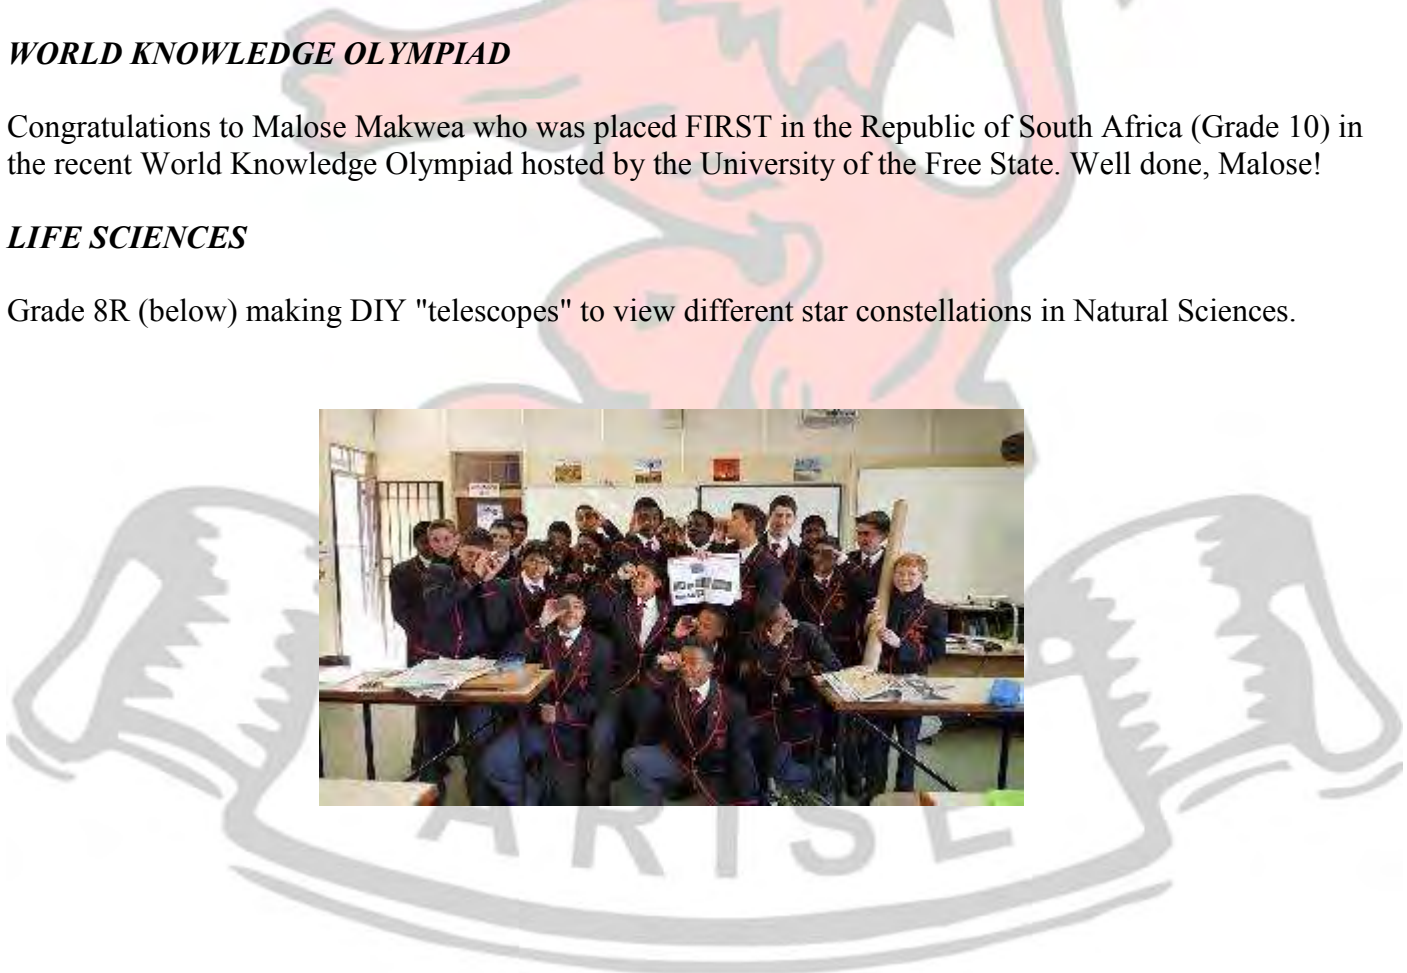 WORLD KNOWLEDGE OLYMPIAD
Congratulations to Malose Makwea who was placed FIRST in the Republic of South Africa (Grade 10) in
the recent World Knowledge Olympiad hosted by the University of the Free State. Well done, Malose!
LIFE SCIENCES
Grade 8R (below) making DIY "telescopes" to view different star constellations in Natural Sciences.
ARISE